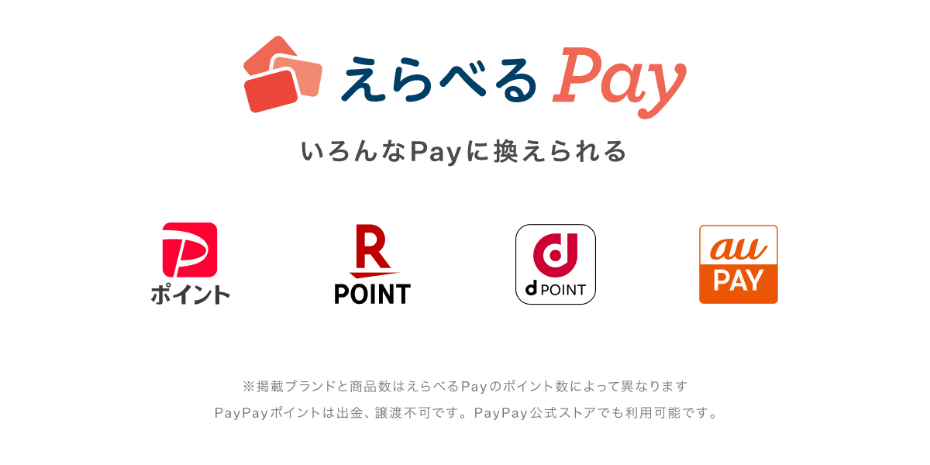 えらべるPay
いろんなPayに換えられる
P
ポイント
R
POINT
d
d POINT
au
PAY
※掲載ブランドと商品数はえらべるPayのポイント数によって異なります
PayPayポイントは出金、譲渡不可です。PayPay公式ストアでも利用可能です。